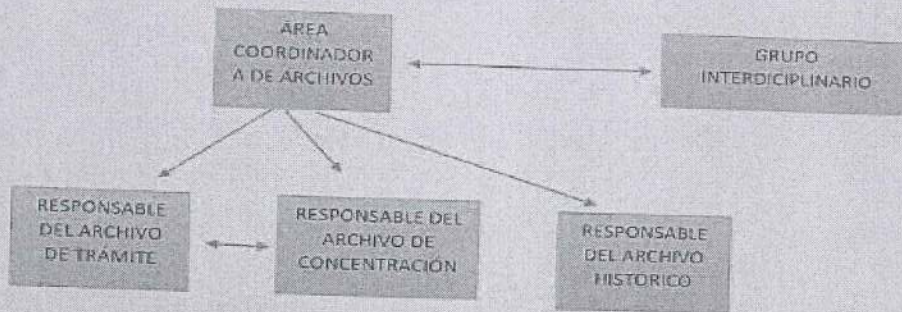 ÁREA
COORDINADOR
A DE ARCHIVOS
GRUPO
INTERDICIPLINARIO
RESPONSABLE
DEL ARCHIVO
DE TRÁMITE
RESPONSABLE DEL
ARCHIVO DE
CONCENTRACIÓN
RESPONSABLE
DEL ARCHIVO
HISTORICO